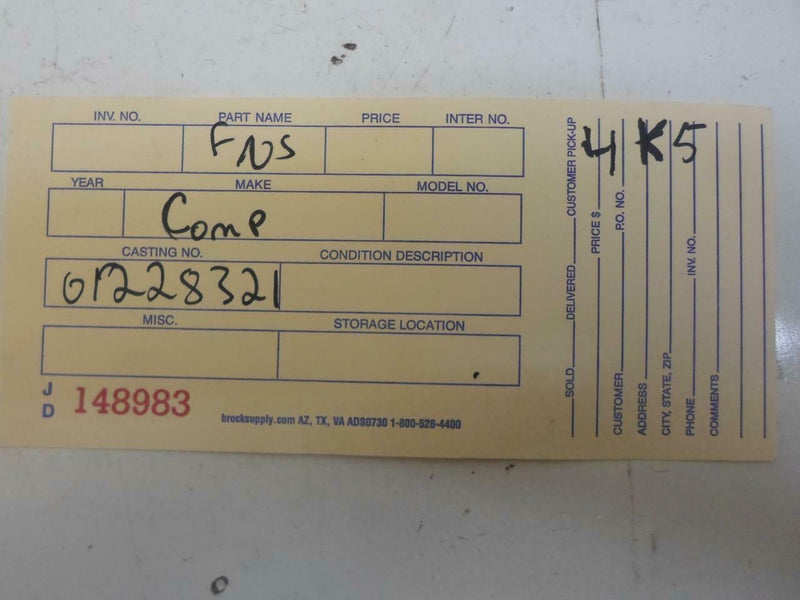 INV. NO. PART NAME PRICE INTER NO.
FNS
YEAR MAKE MODEL NO.
Comp
CASTING NO. CONDITION DESCRIPTION
01228321
MISC. STORAGE LOCATION
JD 148983
brocksupply.com AZ, TX, VA ADS0730 1-800-528-4400
4K5
SOLD DELIVERED CUSTOMER PICK-UP
PRICE $
CUSTOMER P.O. NO.
ADDRESS
CITY, STATE, ZIP
PHONE INV. NO.
COMMENTS